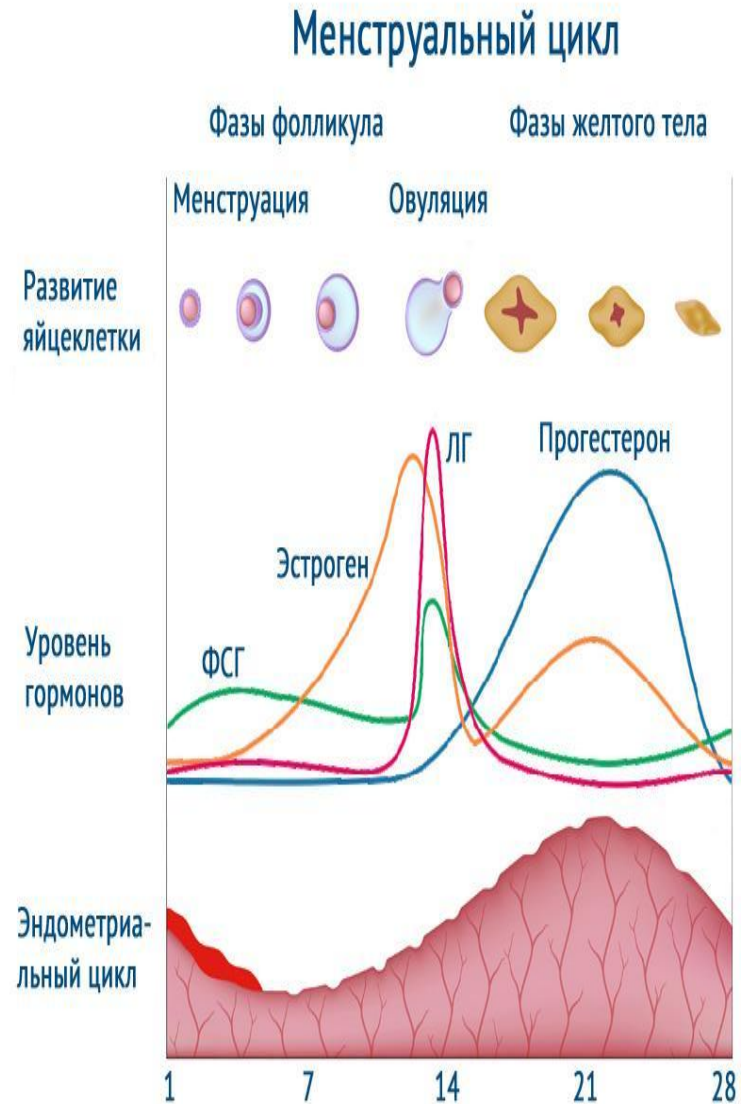 Менструальный цикл
Фазы фолликула
Фазы желтого тела
Менструация
Овуляция
Развитие
яйцеклетки
ЛГ
Прогестерон
Эстроген
ФСГ
Уровень
гормонов
Эндометриа-
льный цикл
1 7 14 21 28